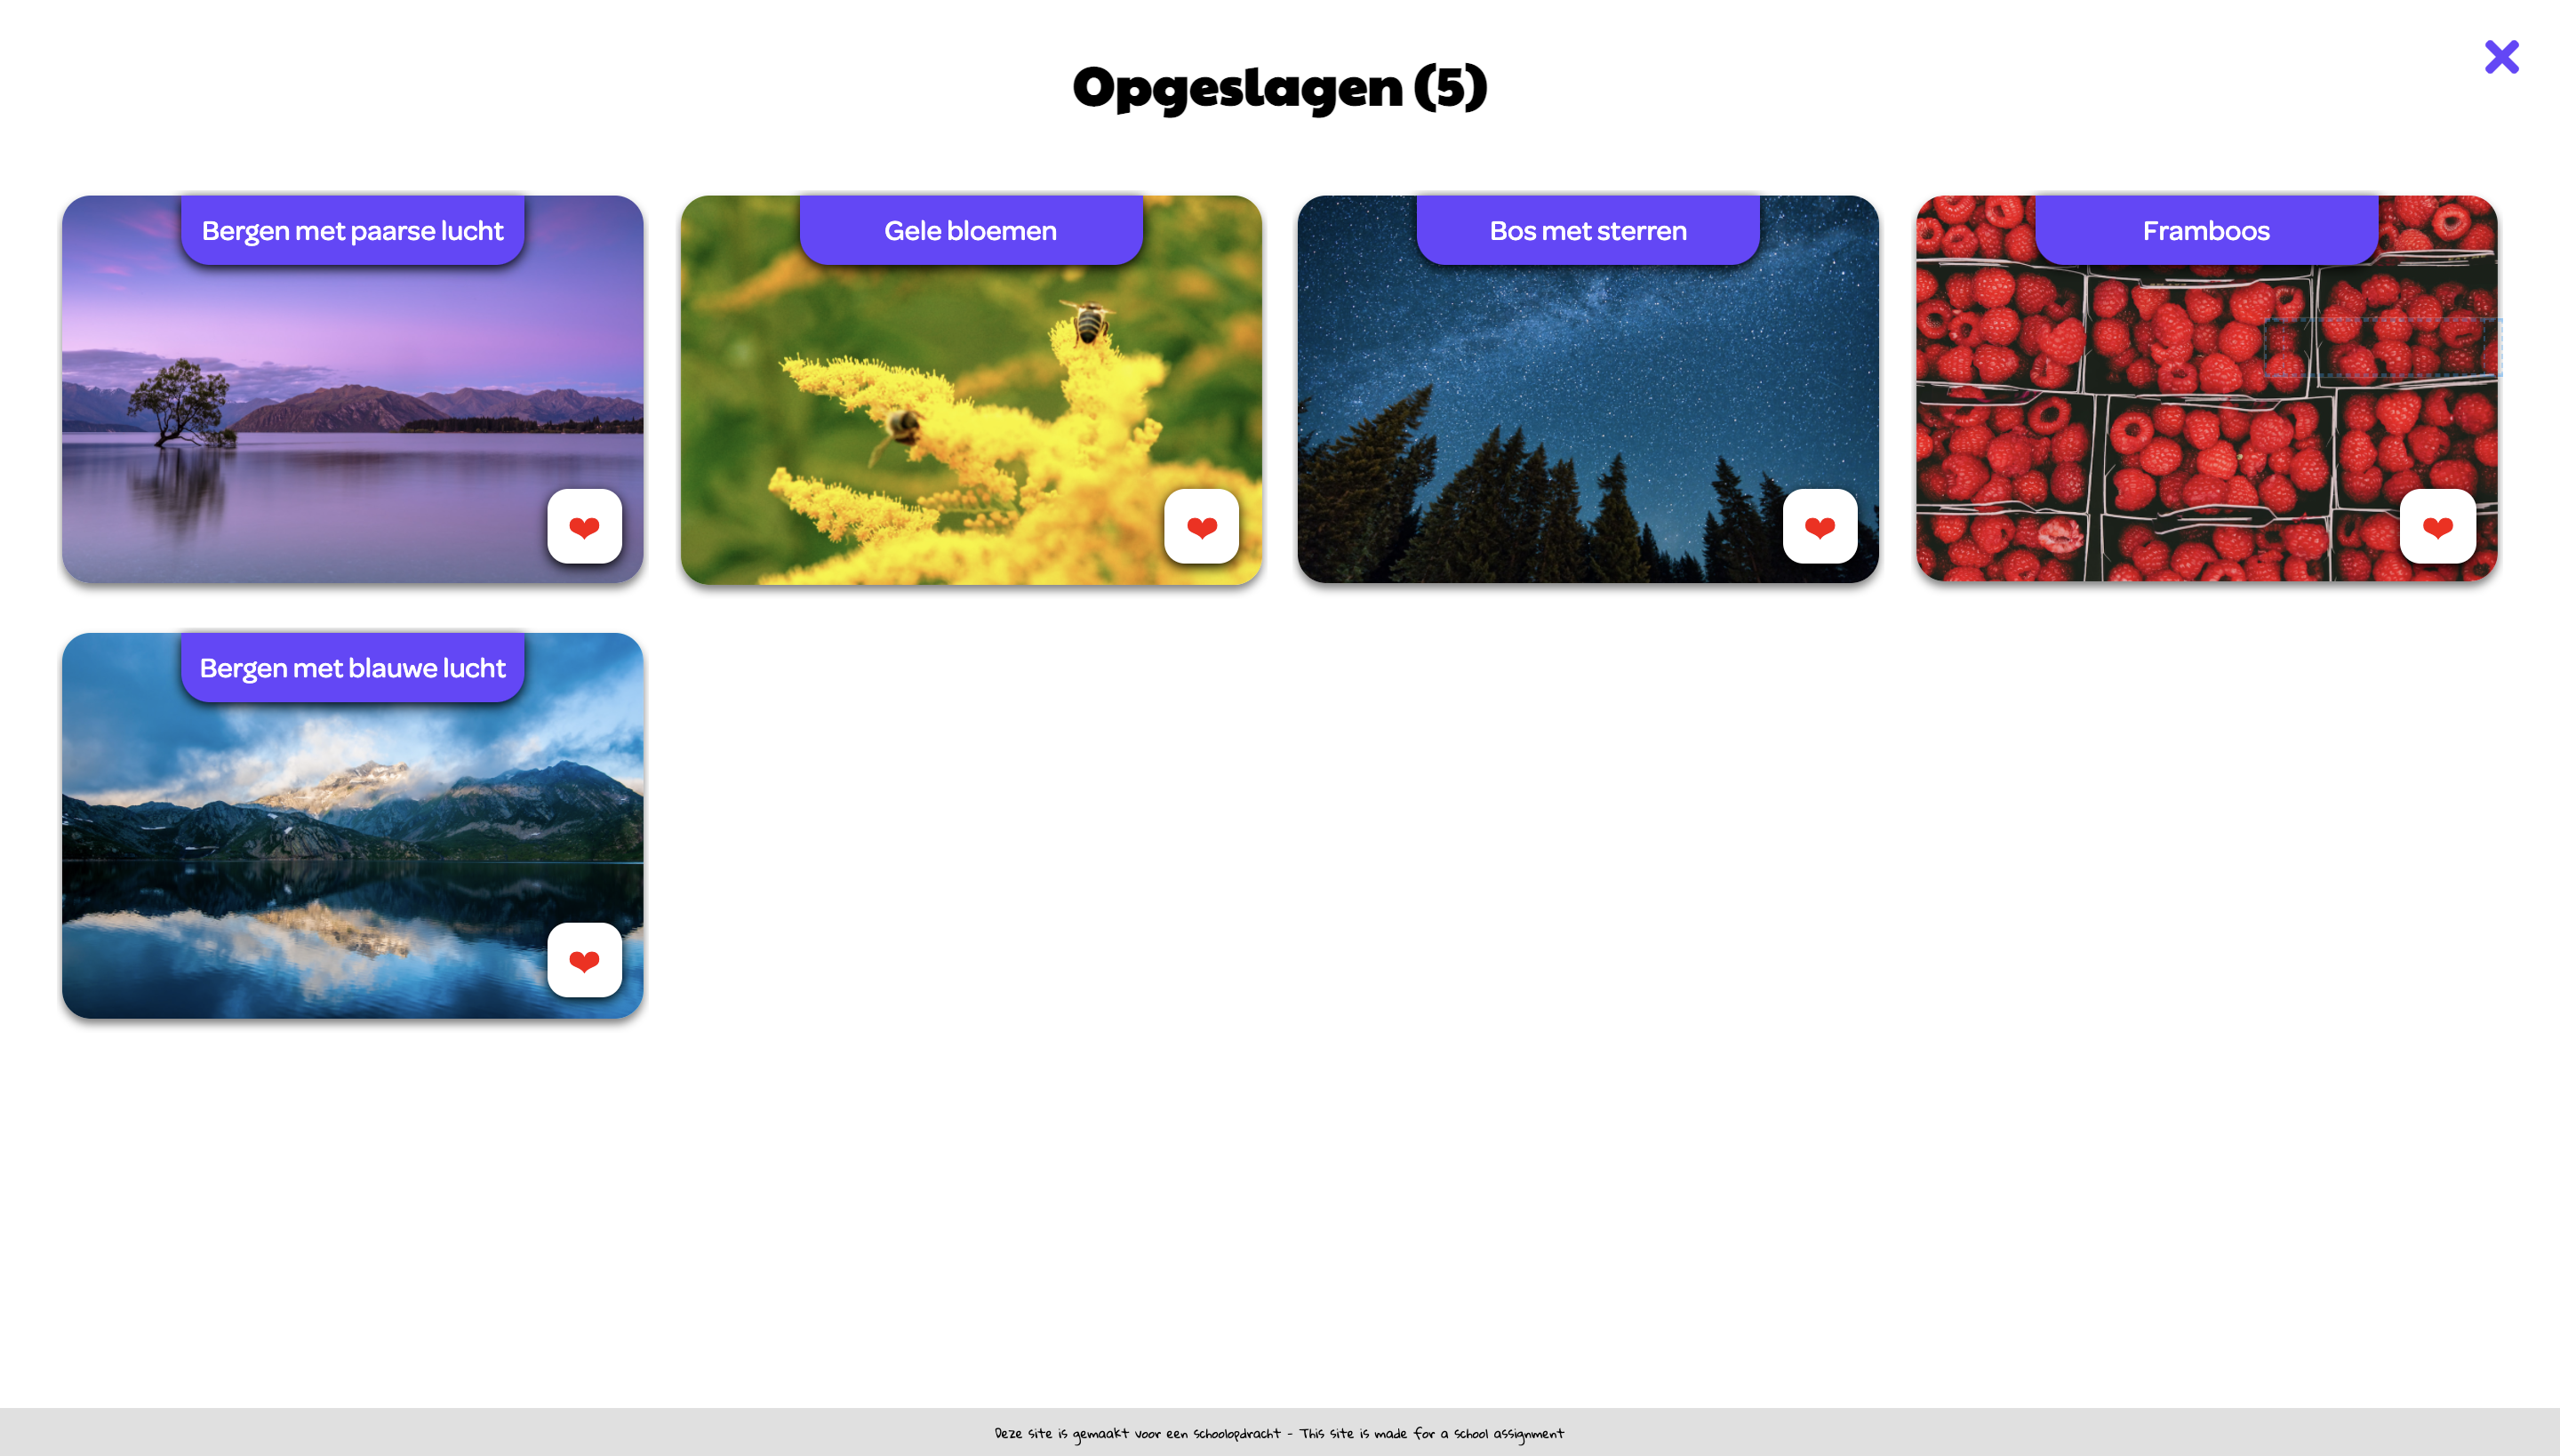 Opgeslagen (5)
Bergen met paarse lucht
Gele bloemen
Bos met sterren
Framboos
Bergen met blauwe lucht
Deze site is gemaakt voor een schoolopdracht - This site is made for a school assignment